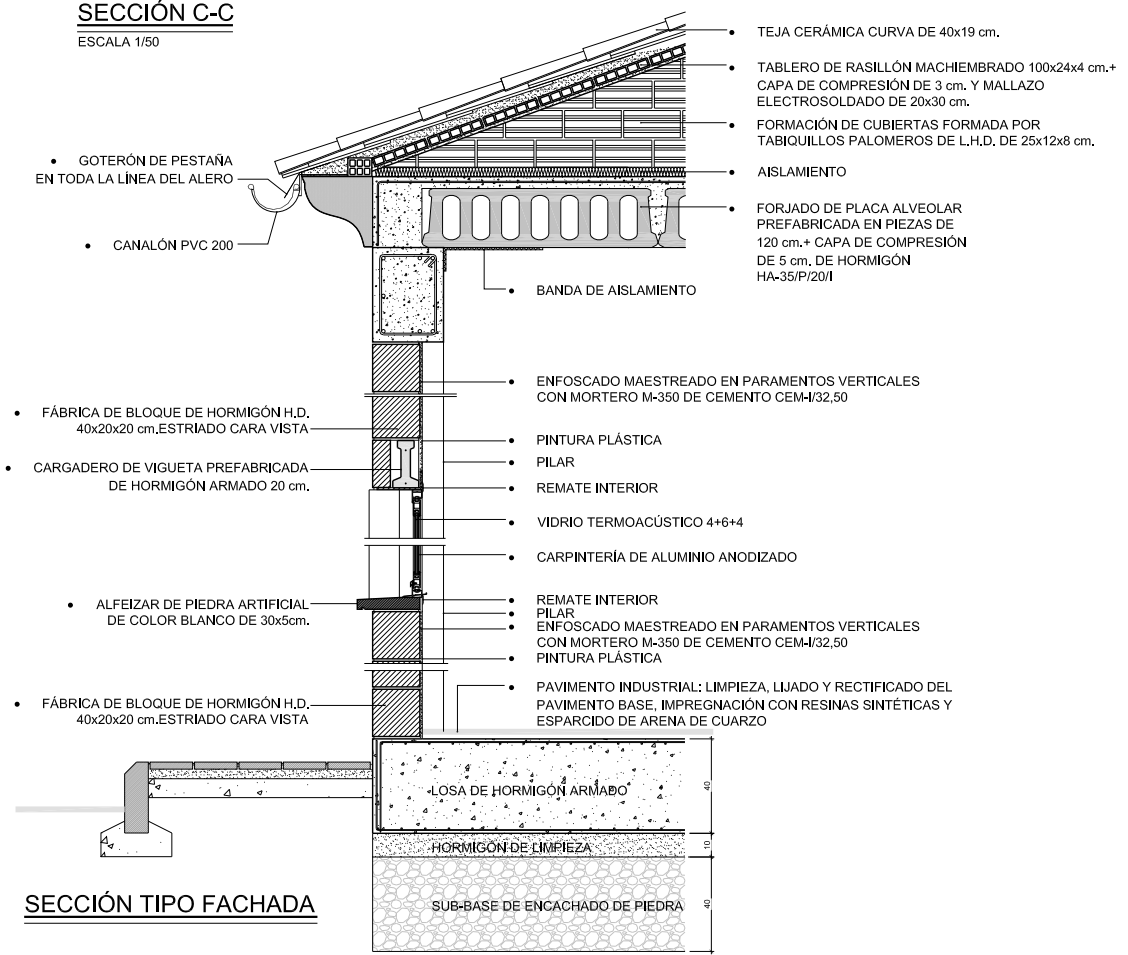 SECCIÓN C-C
ESCALA 1/50
TEJA CERÁMICA CURVA DE 40x19 cm.
TABLERO DE RASILLÓN MACHIEMBRADO 100x24x4 cm.+
CAPA DE COMPRESIÓN DE 3 cm. Y MALLAZO
ELECTROSOLDADO DE 20x30 cm.
FORMACIÓN DE CUBIERTAS FORMADA POR
TABIQUILLOS PALOMEROS DE L.H.D. DE 25x12x8 cm.
AISLAMIENTO
FORJADO DE PLACA ALVEOLAR
PREFABRICADA EN PIEZAS DE
120 cm.+ CAPA DE COMPRESIÓN
DE 5 cm. DE HORMIGÓN
HA-35/P/20/I
GOTERÓN DE PESTAÑA
EN TODA LA LÍNEA DEL ALERO
CANALÓN PVC 200
BANDA DE AISLAMIENTO
ENFOSCADO MAESTREADO EN PARAMENTOS VERTICALES
CON MORTERO M-350 DE CEMENTO CEM-I/32,50
FÁBRICA DE BLOQUE DE HORMIGÓN H.D.
40x20x20 cm.ESTRIADO CARA VISTA
PINTURA PLÁSTICA
PILAR
CARGADERO DE VIGUETA PREFABRICADA
DE HORMIGÓN ARMADO 20 cm.
REMATE INTERIOR
VIDRIO TERMOACÚSTICO 4+6+4
CARPINTERÍA DE ALUMINIO ANODIZADO
ALFEIZAR DE PIEDRA ARTIFICIAL
DE COLOR BLANCO DE 30x5cm.
REMATE INTERIOR
PILAR
ENFOSCADO MAESTREADO EN PARAMENTOS VERTICALES
CON MORTERO M-350 DE CEMENTO CEM-I/32,50
PINTURA PLÁSTICA
FÁBRICA DE BLOQUE DE HORMIGÓN H.D.
40x20x20 cm.ESTRIADO CARA VISTA
PAVIMENTO INDUSTRIAL: LIMPIEZA, LIJADO Y RECTIFICADO DEL
PAVIMENTO BASE, IMPREGNACIÓN CON RESINAS SINTÉTICAS Y
ESPARCIDO DE ARENA DE CUARZO
LOSA DE HORMIGÓN ARMADO
40
HORMIGÓN DE LIMPIEZA
10
SUB-BASE DE ENCACHADO DE PIEDRA
40
SECCIÓN TIPO FACHADA